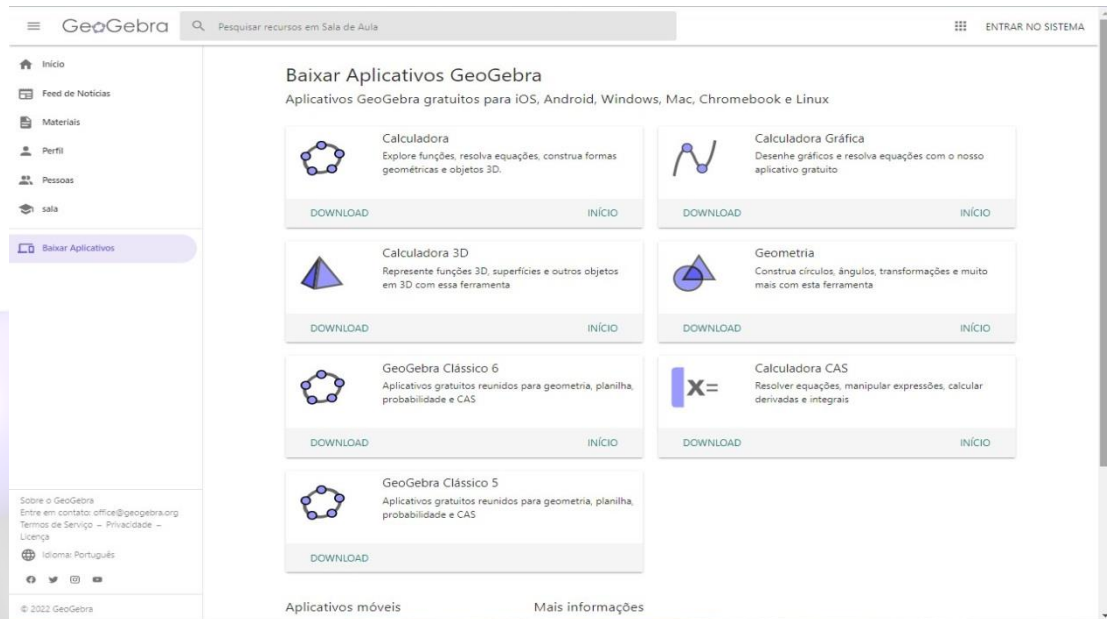 GeoGebra
Pesquisar recursos em Sala de Aula
ENTRAR NO SISTEMA
Início
Feed de Notícias
Materiais
Perfil
Pessoas
sala
Baixar Aplicativos
Sobre o GeoGebra
Entre em contato: office@geogebra.org
Termos de Serviço – Privacidade –
Licença
Idioma: Português
© 2022 GeoGebra
Baixar Aplicativos GeoGebra
Aplicativos GeoGebra gratuitos para iOS, Android, Windows, Mac, Chromebook e Linux
Calculadora
Explore funções, resolva equações, construa formas
geométricas e objetos 3D.
DOWNLOAD INÍCIO
Calculadora Gráfica
Desenhe gráficos e resolva equações com o nosso
aplicativo gratuito
DOWNLOAD INÍCIO
Calculadora 3D
Represente funções 3D, superfícies e outros objetos
em 3D com essa ferramenta
DOWNLOAD INÍCIO
Geometria
Construa círculos, ângulos, transformações e muito
mais com esta ferramenta
DOWNLOAD INÍCIO
GeoGebra Clássico 6
Aplicativos gratuitos reunidos para geometria, planilha,
probabilidade e CAS
DOWNLOAD INÍCIO
X=
Calculadora CAS
Resolver equações, manipular expressões, calcular
derivadas e integrais
DOWNLOAD INÍCIO
GeoGebra Clássico 5
Aplicativos gratuitos reunidos para geometria, planilha,
probabilidade e CAS
DOWNLOAD
Aplicativos móveis
Mais informações